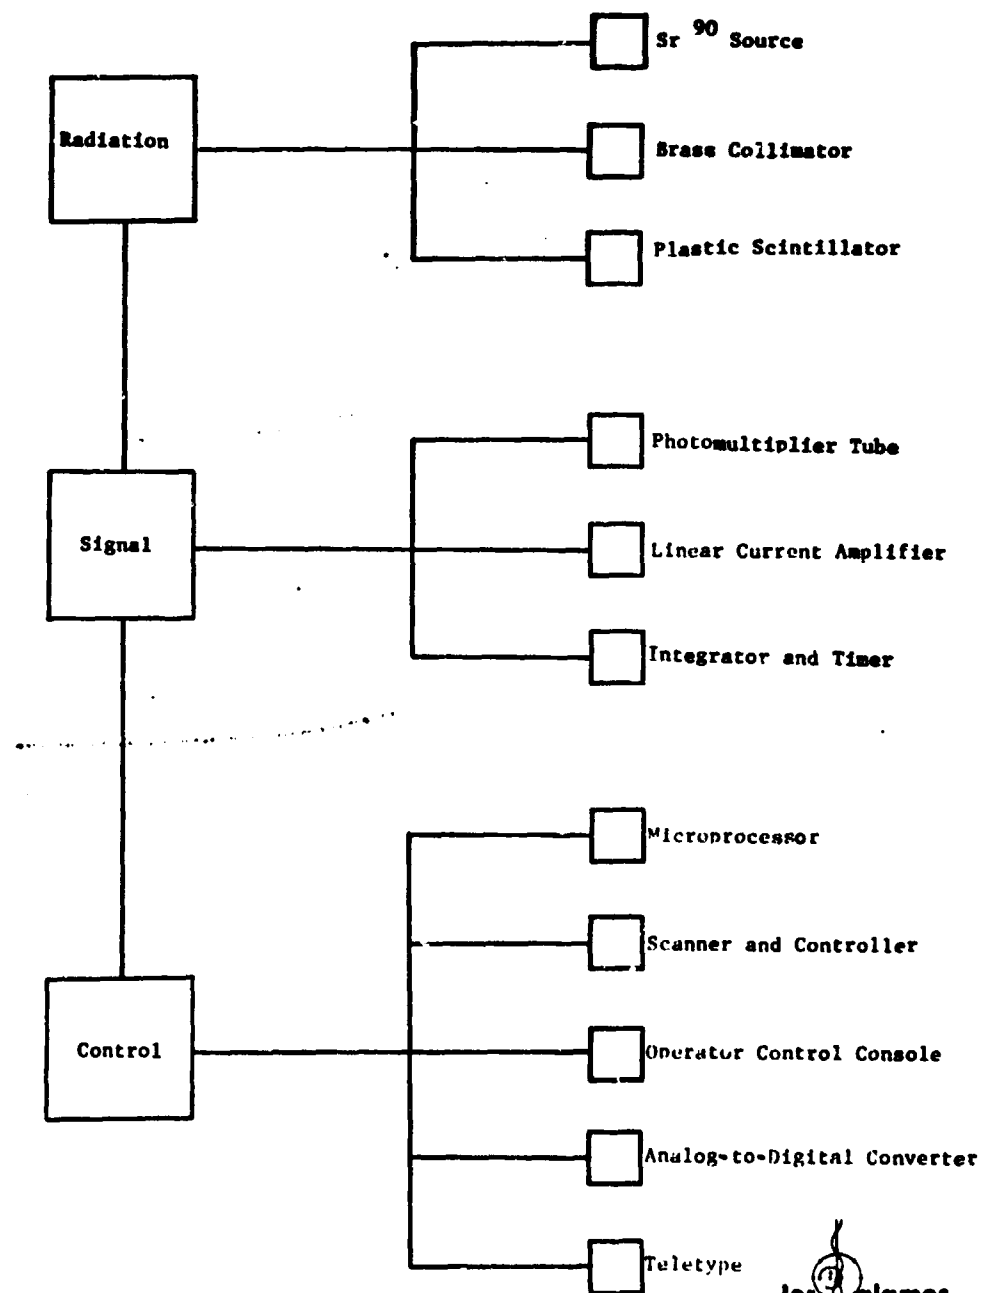 Sr 90 Source
Radiation
Brass Collimator
Plastic Scintillator
Photomultiplier Tube
Signal
Linear Current Amplifier
Integrator and Timer
Microprocessor
Scanner and Controller
Control
Operator Control Console
Analog-to-Digital Converter
Teletype